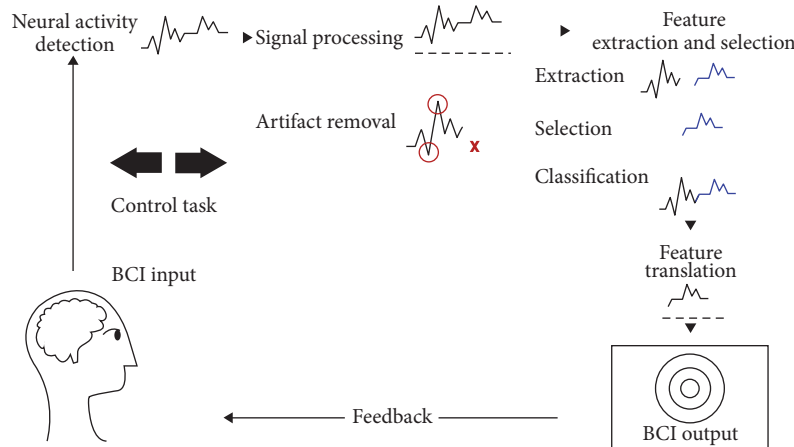 Neural activity
detection
Signal processing
Feature
extraction and selection
Extraction
Artifact removal
x
Selection
Classification
Control task
BCI input
Feature
translation
Feedback
BCI output